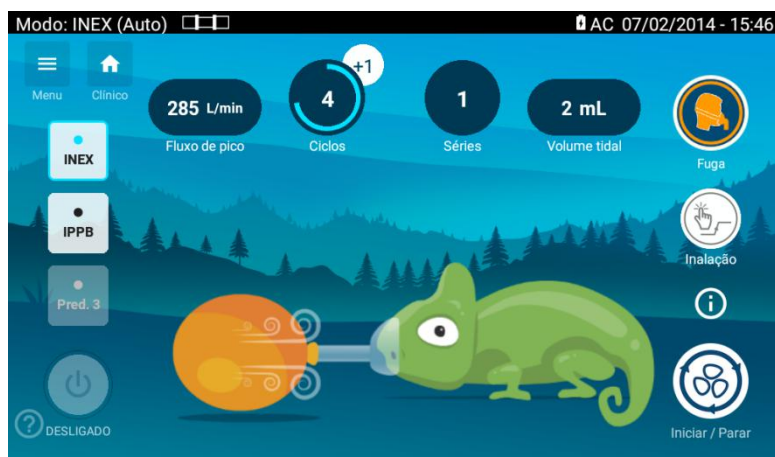 Modo: INEX (Auto)
AC 07/02/2014 - 15:46
Menu
Clínico
285 L/min
Fluxo de pico
+1
4
Ciclos
1
Séries
2 mL
Volume tidal
Fuga
INEX
IPPB
Pred. 3
Inalação
DESLIGADO
Iniciar / Parar